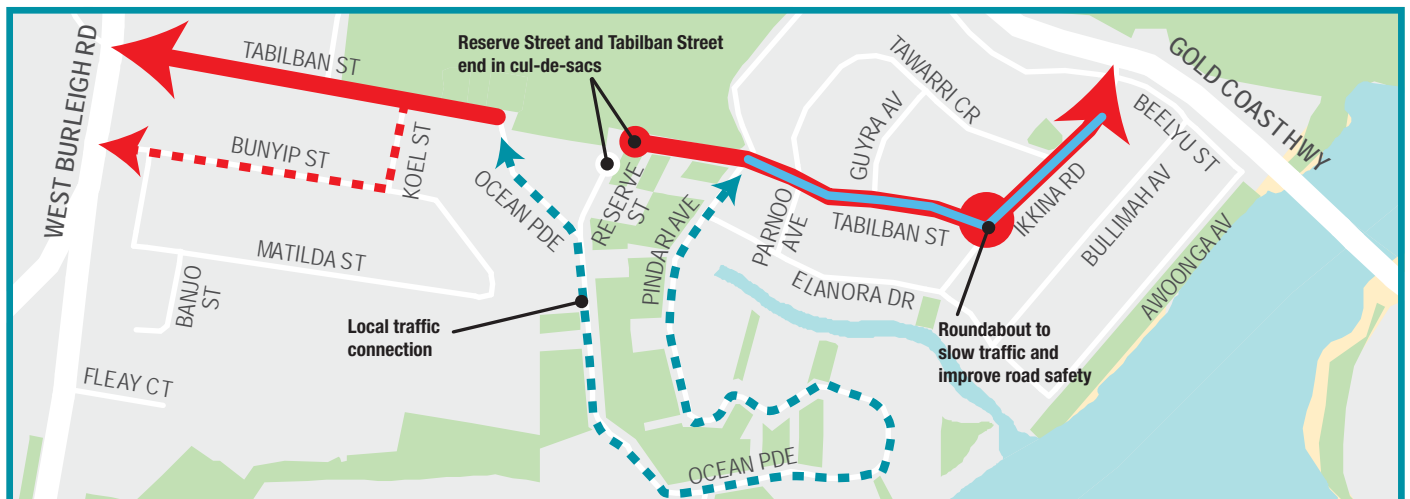 WEST BURLEIGH RD
TABILBAN ST
Reserve Street and Tabilban Street
end in cul-de-sacs
TAWARRI CR
GOLD COAST HWY
BEELYU ST
GUYRA AV
BUNYIP ST
KOEL ST
OCEAN PDE
RESERVE
ST
PINDARI AVE
PARNOO
AVE
TABILBAN ST
IKKINA RD
BULLIMAH AV
AWOONGA AV
MATILDA ST
BANJO
ST
ELANORA DR
Local traffic
connection
Roundabout to
slow traffic and
improve road safety
FLEAY CT
OCEAN PDE